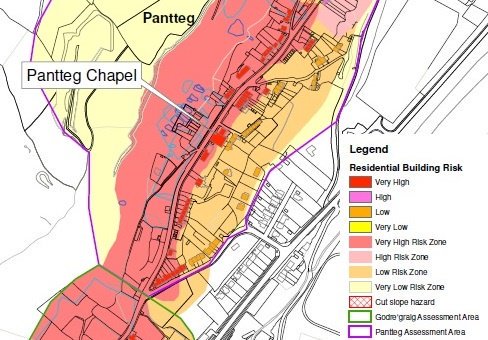 Pantteg
Pantteg Chapel
Legend
Residential Building Risk
Very High
High
Low
Very Low
Very High Risk Zone
High Risk Zone
Low Risk Zone
Very Low Risk Zone
Cut slope hazard
Godre'graig Assessment Area
Pantteg Assessment Area